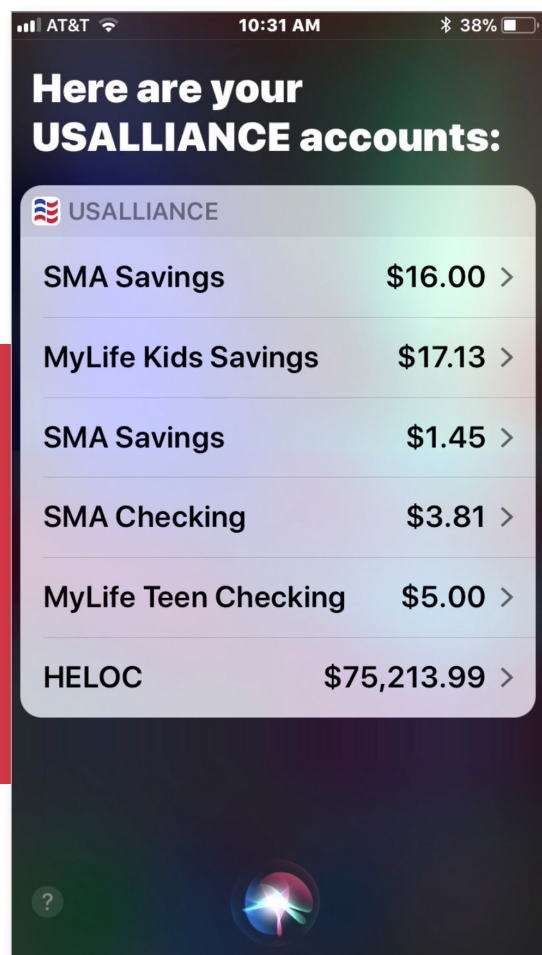 AT&T 10:31 AM 38%
Here are your
USALLIANCE accounts:
USALLIANCE
SMA Savings $16.00 >
MyLife Kids Savings $17.13 >
SMA Savings $1.45 >
SMA Checking $3.81 >
MyLife Teen Checking $5.00 >
HELOC $75,213.99 >
?